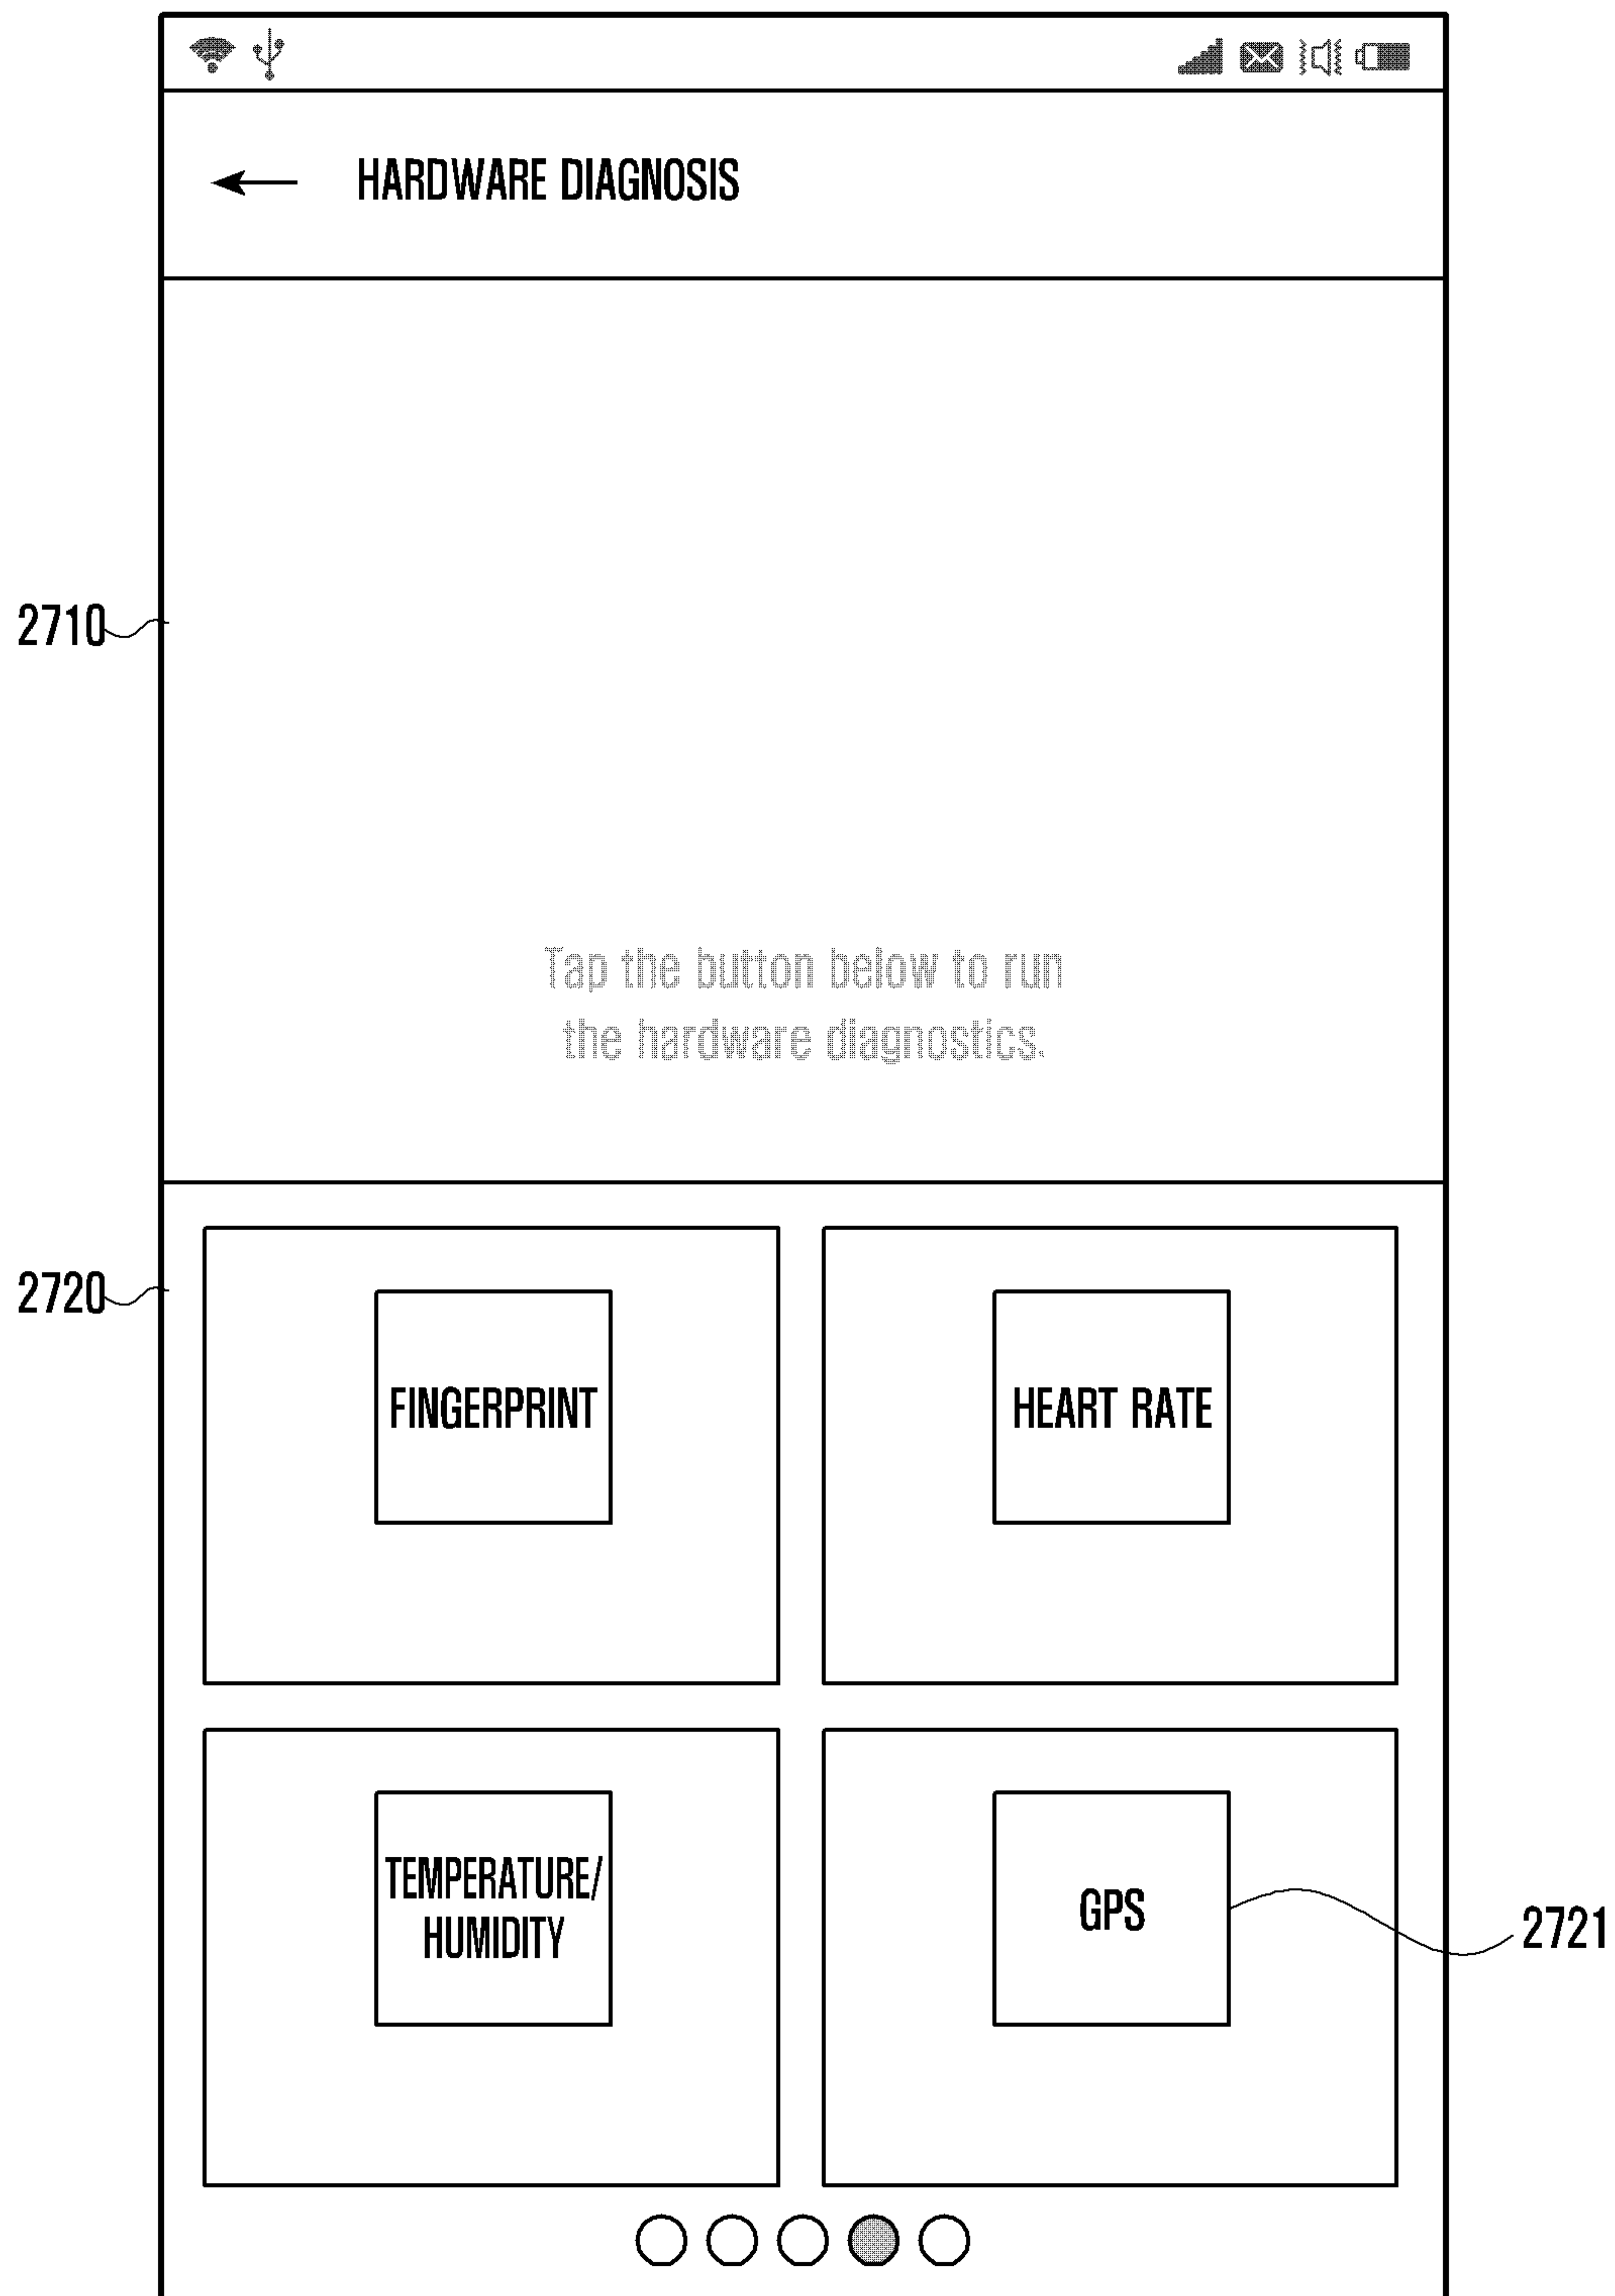 HARDWARE DIAGNOSIS
2710
Tap the button below to run
the hardware diagnostics.
2720
FINGERPRINT
HEART RATE
TEMPERATURE/
HUMIDITY
GPS
2721